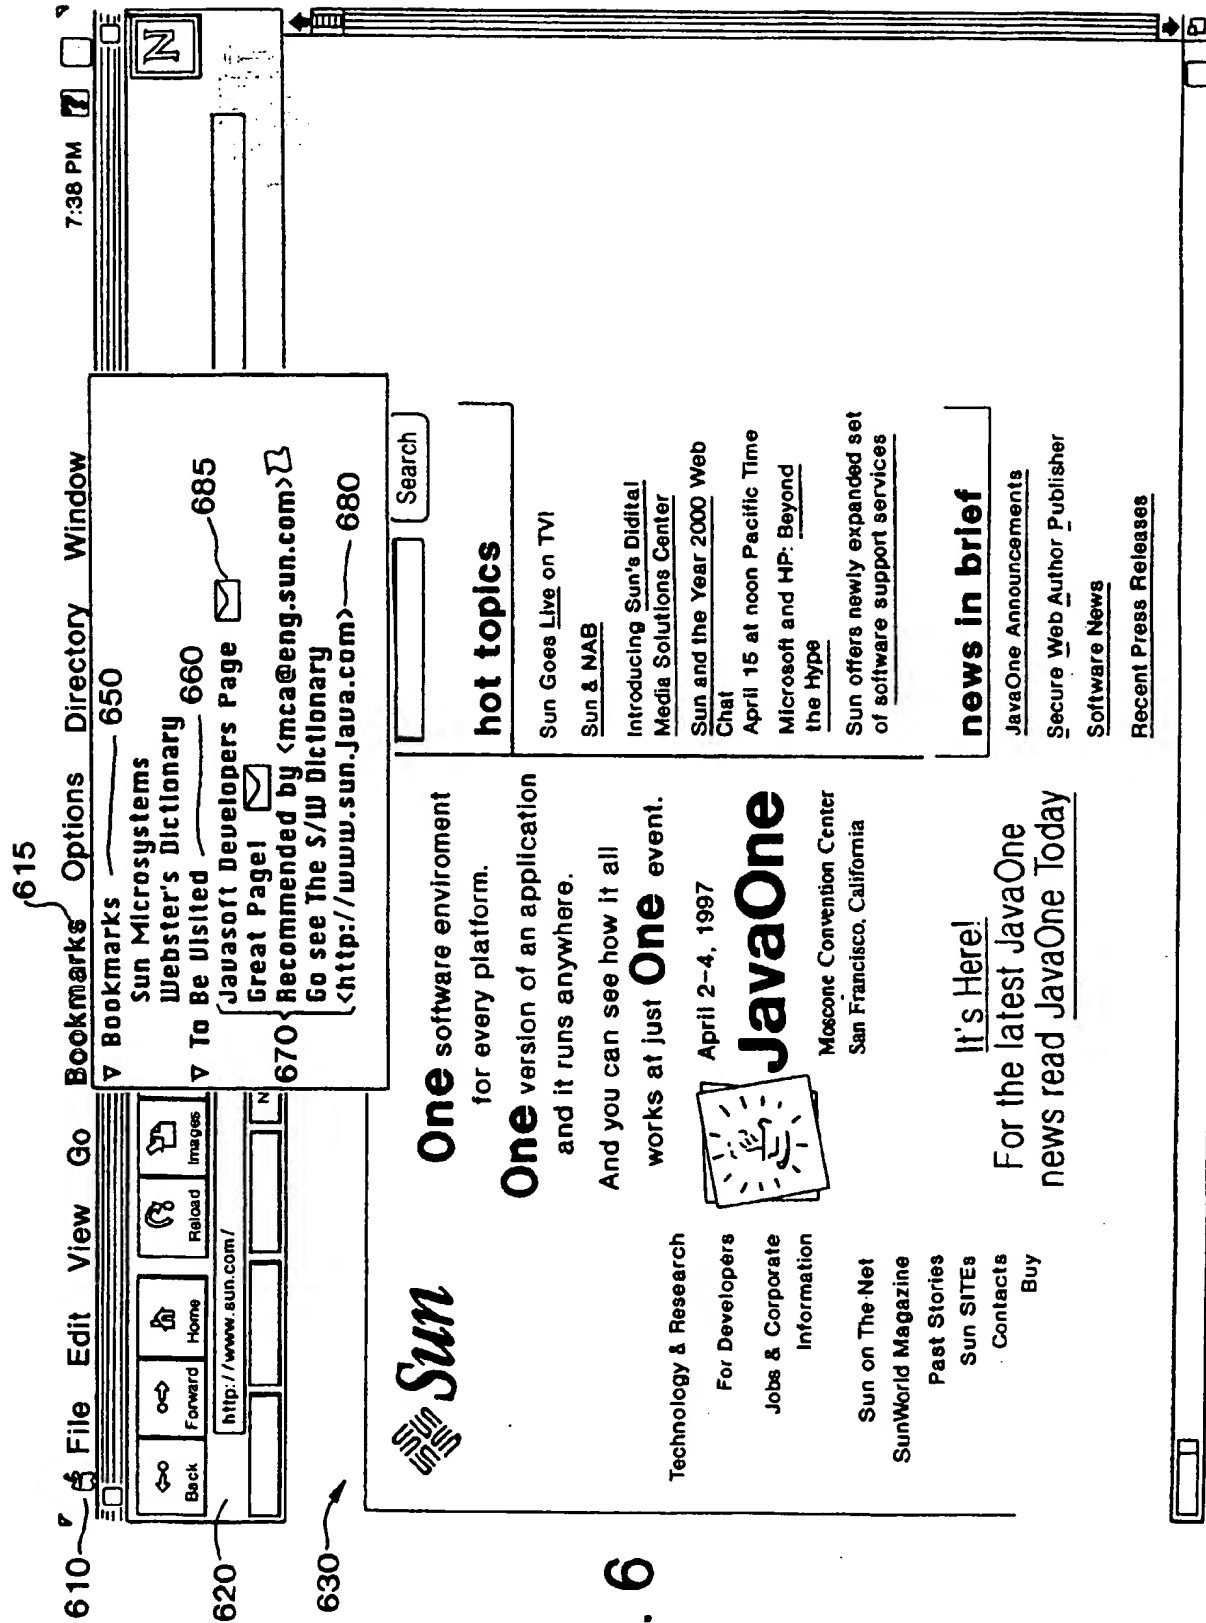 615
610 File Edit View Go Bookmarks Options Directory Window 7:38 PM ?
▽ Bookmarks 650
Sun Microsystems
Webster's Dictionary
▽ To Be Visited 660
Javasoft Developers Page 685
Great Page!
670 Recommended by <mca@eng.sun.com>
Go see The S/W Dictionary
<http://www.sun.Java.com> 680
Back Forward Home Reload Images
N
620
http://www.sun.com/
N
630
Search
Sun
One software enviroment
for every platform.
One version of an application
and it runs anywhere.
And you can see how it all
works at just One event.
April 2-4, 1997
JavaOne
Moscone Convention Center
San Francisco, California
It's Here!
For the latest JavaOne
news read JavaOne Today
Technology & Research
For Developers
Jobs & Corporate
Information
Sun on The-Net
SunWorld Magazine
Past Stories
Sun SITEs
Contacts
Buy
hot topics
Sun Goes Live on TV!
Sun & NAB
Introducing Sun's Didital
Media Solutions Center
Sun and the Year 2000 Web
Chat
April 15 at noon Pacific Time
Microsoft and HP: Beyond
the Hype
Sun offers newly expanded set
of software support services
news in brief
JavaOne Announcements
Secure Web Author Publisher
Software News
Recent Press Releases
. 6